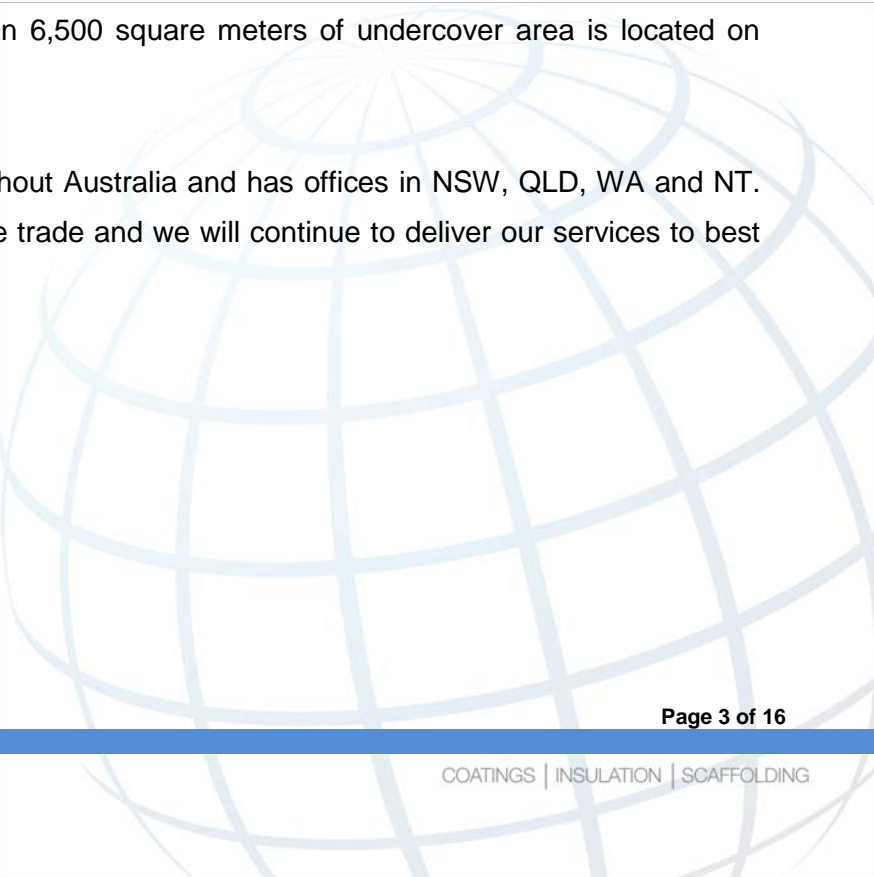 n 6,500 square meters of undercover area is located on
hout Australia and has offices in NSW, QLD, WA and NT.
e trade and we will continue to deliver our services to best
Page 3 of 16
COATINGS | INSULATION | SCAFFOLDING